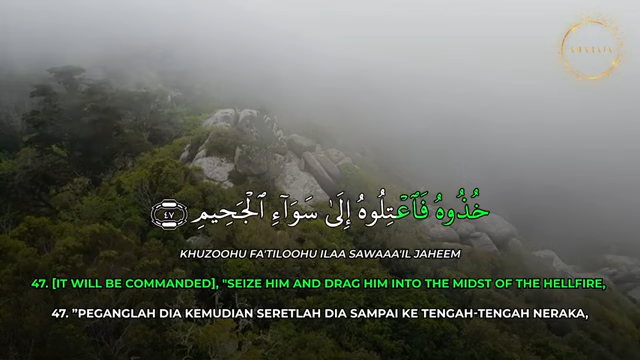 خُذُوهُ فَٱعْتِلُوهُ إِلَىٰ سَوَآءِ ٱلْجَحِيمِ ٤٧
KHUZOOHU FA'TILOOHU ILAA SAWAAA'IL JAHEEM
47. [IT WILL BE COMMANDED], "SEIZE HIM AND DRAG HIM INTO THE MIDST OF THE HELLFIRE,
47. "PEGANGLAH DIA KEMUDIAN SERETLAH DIA SAMPAI KE TENGAH-TENGAH NERAKA,